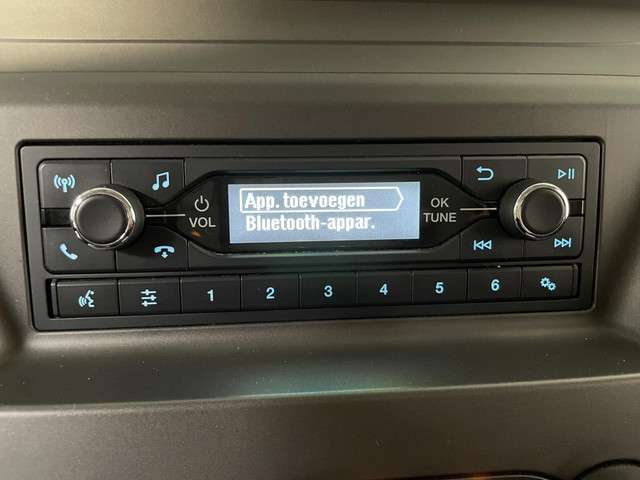 App. toevoegen
Bluetooth-appar.
VOL
OK
TUNE
1 2 3 4 5 6